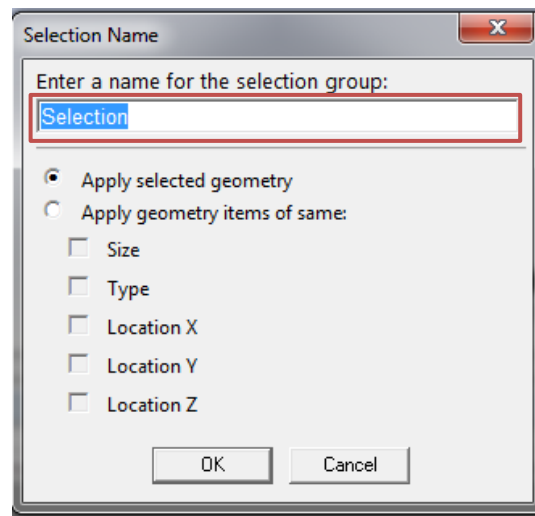 Selection Name
Enter a name for the selection group:
Selection
Apply selected geometry
Apply geometry items of same:
Size
Type
Location X
Location Y
Location Z
OK Cancel